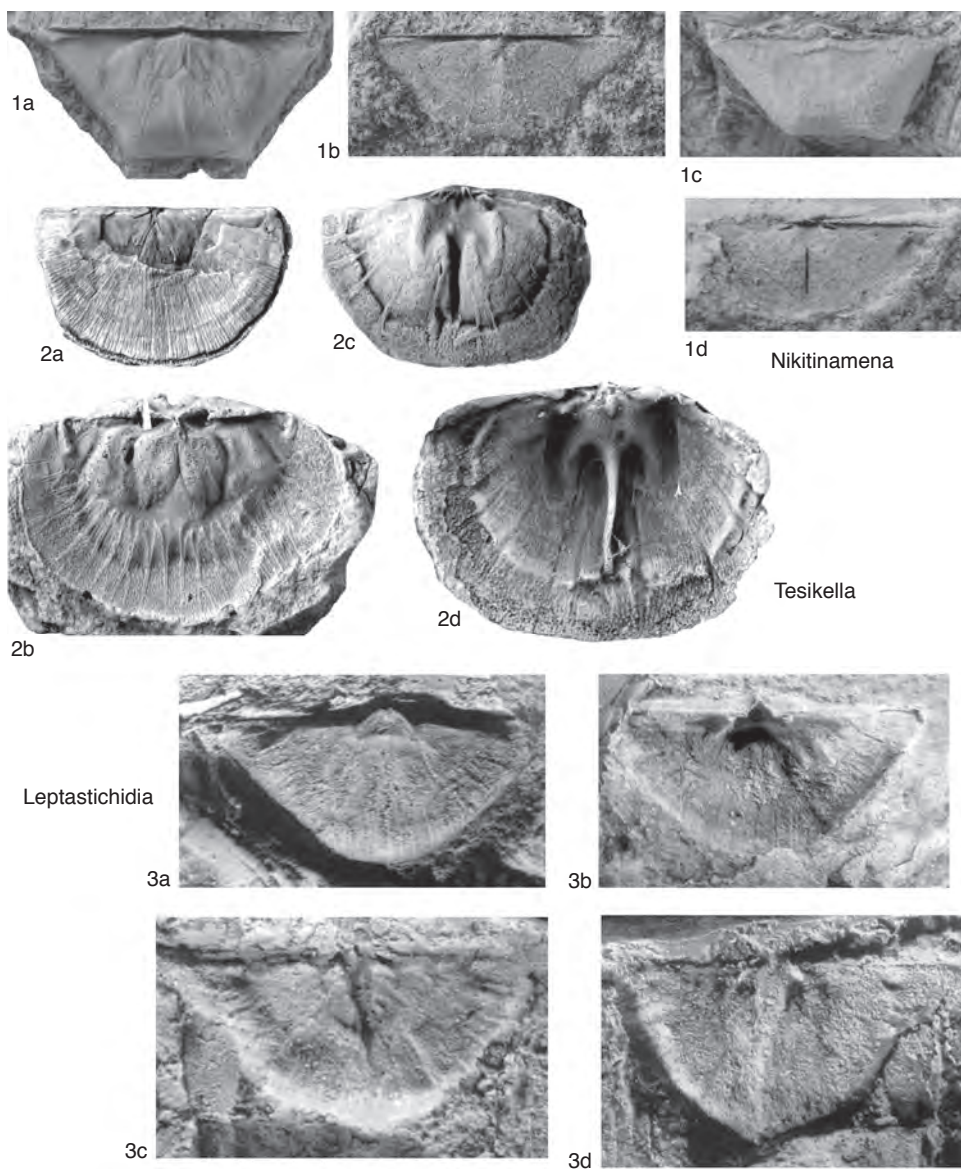 1a
1b
1c
2a
2c
1d
Nikitinamena
2b
2d
Tesikella
Leptastichidia
3a
3b
3c
3d